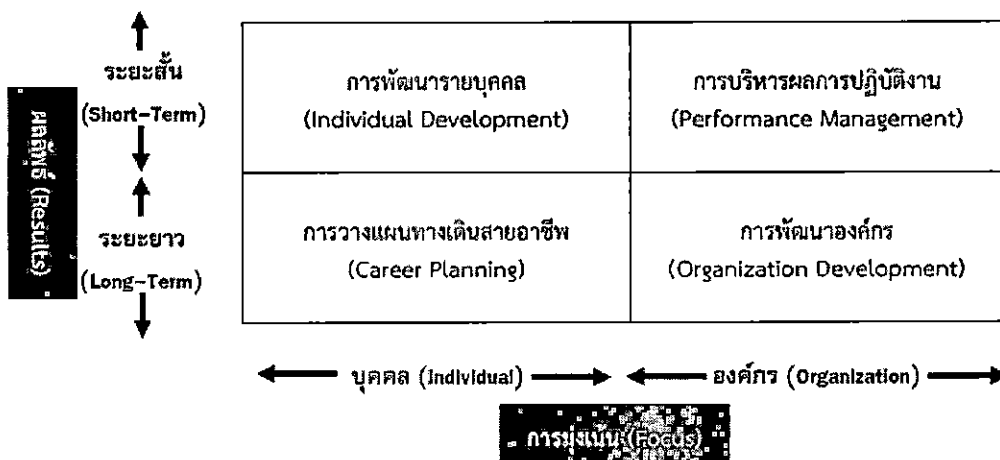 ผลลัพธ์ (Results)
ระยะสั้น
(Short-Term)
การพัฒนารายบุคคล
(Individual Development)
การบริหารผลการปฏิบัติงาน
(Performance Management)
ระยะยาว
(Long-Term)
การวางแผนทางเดินสายอาชีพ
(Career Planning)
การพัฒนาองค์กร
(Organization Development)
บุคคล (Individual)
องค์กร (Organization)
การมุ่งเน้น (Focus)